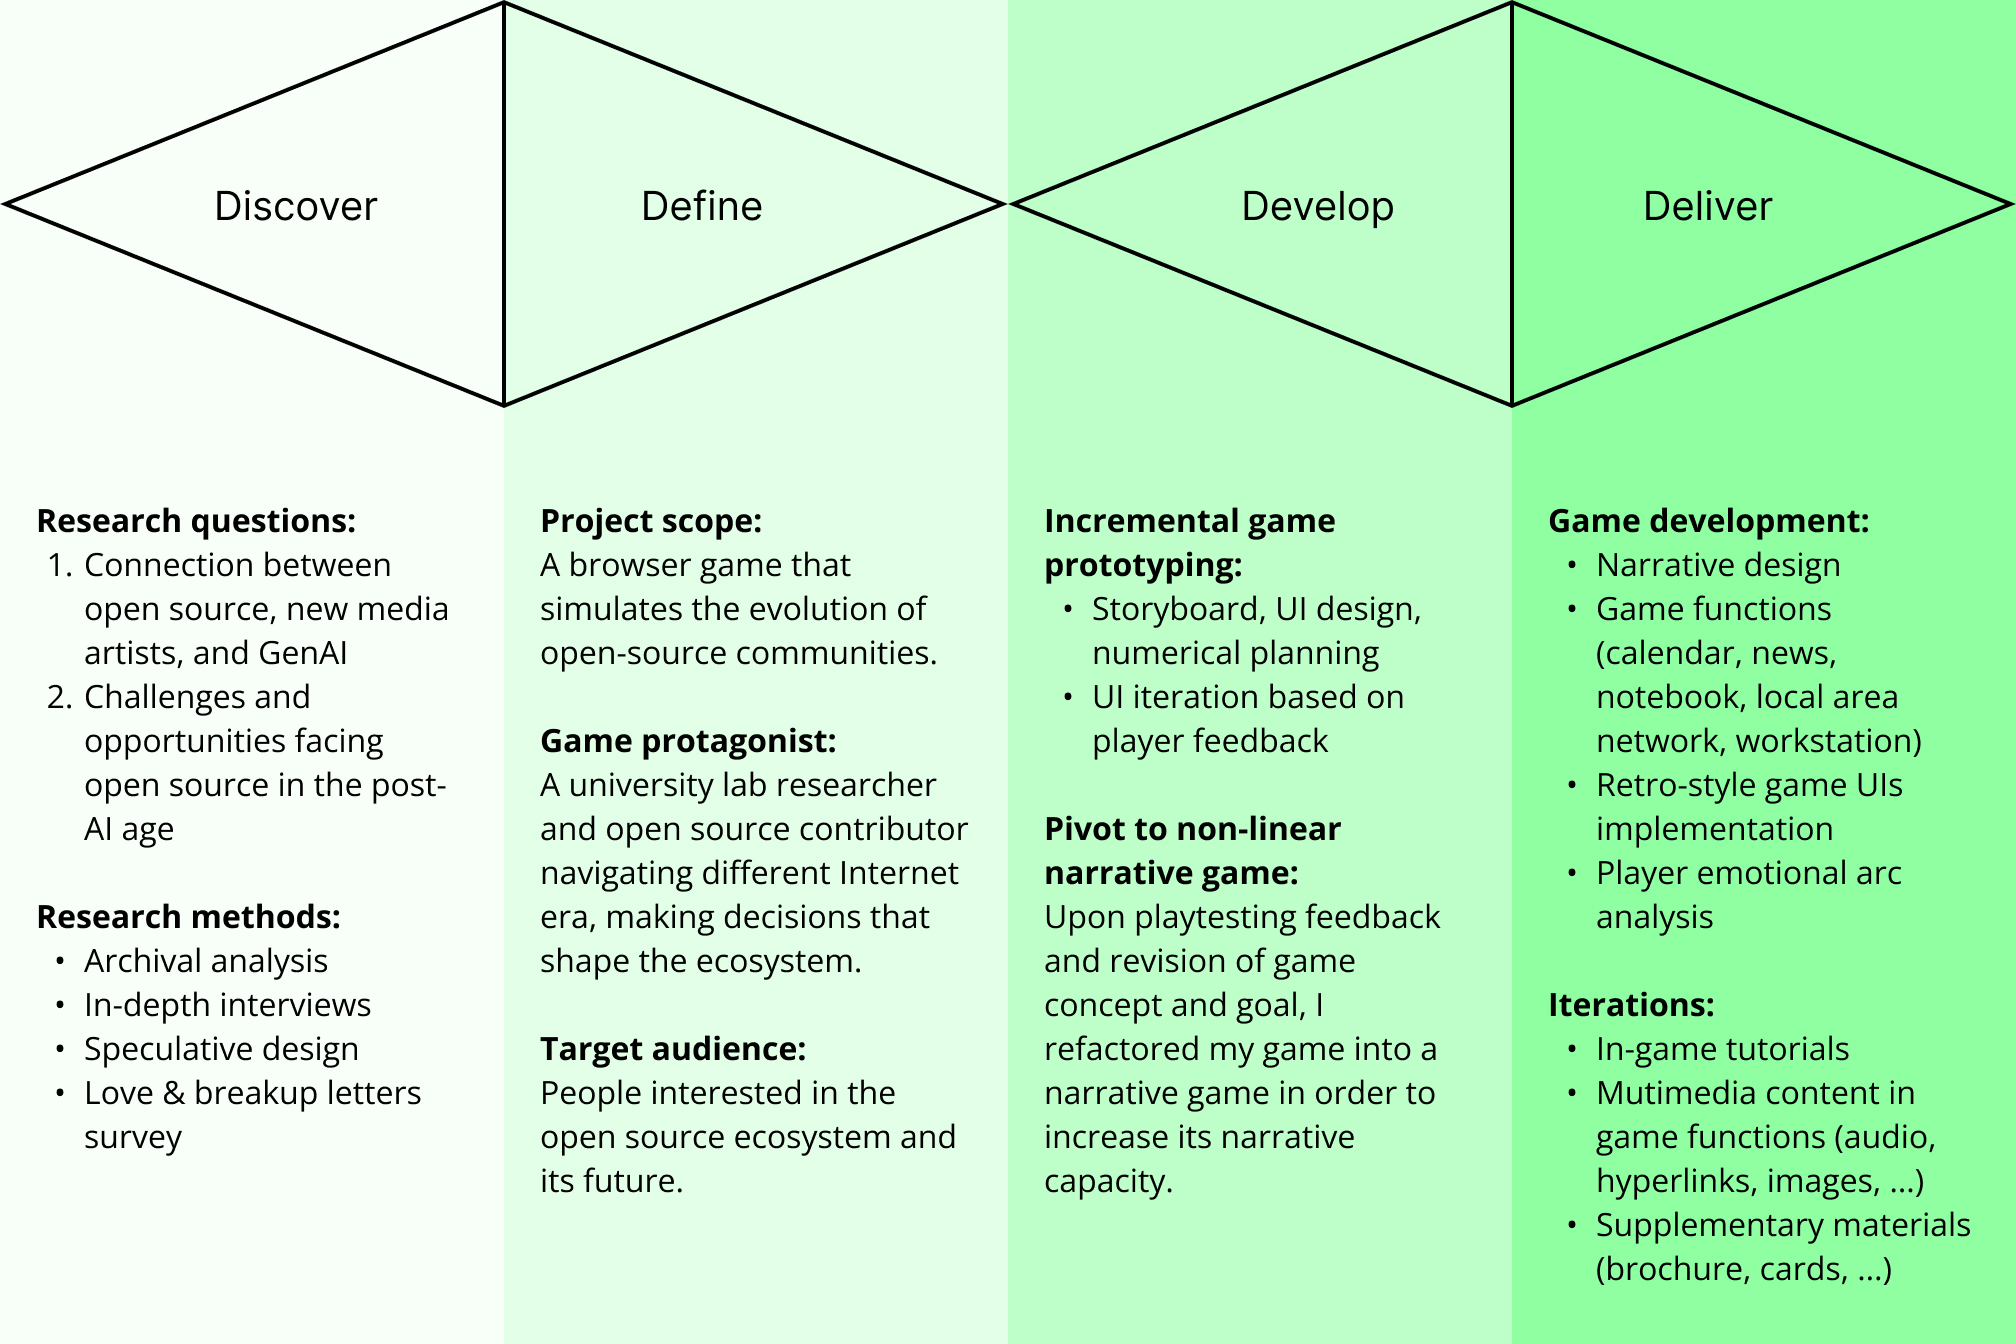 Discover
Define
Develop
Deliver
Research questions:
1. Connection between
open source, new media
artists, and GenAI
2. Challenges and
opportunities facing
open source in the post-
AI age
Research methods:
• Archival analysis
• In-depth interviews
• Speculative design
• Love & breakup letters
survey
Project scope:
A browser game that
simulates the evolution of
open-source communities.
Game protagonist:
A university lab researcher
and open source contributor
navigating different Internet
era, making decisions that
shape the ecosystem.
Target audience:
People interested in the
open source ecosystem and
its future.
Incremental game
prototyping:
• Storyboard, UI design,
numerical planning
• UI iteration based on
player feedback
Pivot to non-linear
narrative game:
Upon playtesting feedback
and revision of game
concept and goal, I
refactored my game into a
narrative game in order to
increase its narrative
capacity.
Game development:
• Narrative design
• Game functions
(calendar, news,
notebook, local area
network, workstation)
• Retro-style game UIs
implementation
• Player emotional arc
analysis
Iterations:
• In-game tutorials
• Mutimedia content in
game functions (audio,
hyperlinks, images, ...)
• Supplementary materials
(brochure, cards, ...)